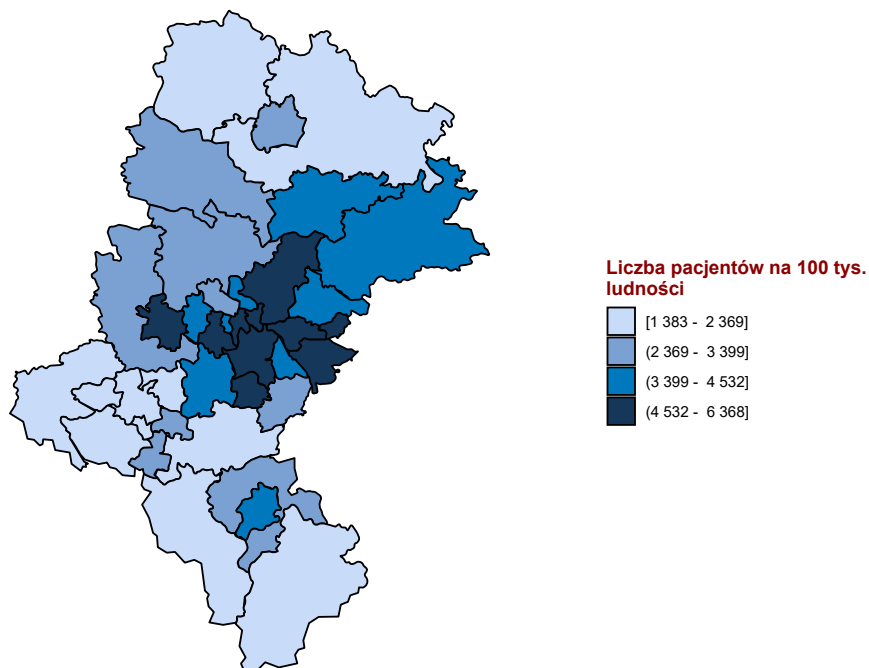 Liczba pacjentów na 100 tys.
ludności
[1 383 - 2 369]
(2 369 - 3 399]
(3 399 - 4 532]
(4 532 - 6 368]